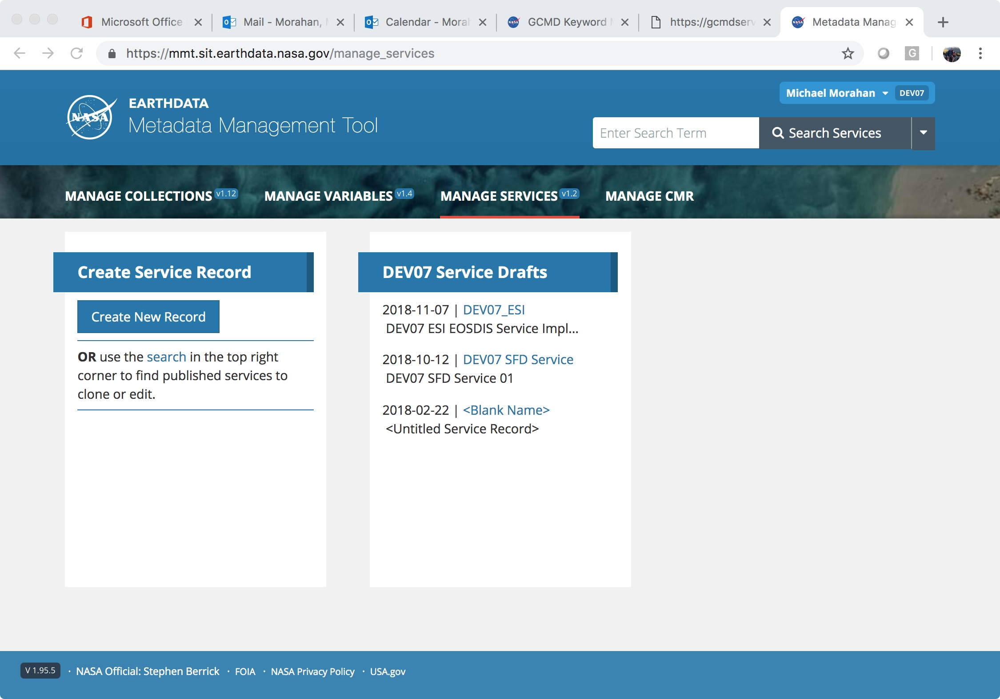 Microsoft Office
Mail - Morahan,
Calendar - Morah
GCMD Keyword
https://gcmdserv
Metadata Manag
https://mmt.sit.earthdata.nasa.gov/manage_services
G
Michael Morahan DEV07
NASA
EARTHDATA
Metadata Management Tool
Enter Search Term
Search Services
MANAGE COLLECTIONS v1.12
MANAGE VARIABLES v1.4
MANAGE SERVICES v1.2
MANAGE CMR
Create Service Record
Create New Record
OR use the search in the top right
corner to find published services to
clone or edit.
DEV07 Service Drafts
2018-11-07 | DEV07_ESI
DEV07 ESI EOSDIS Service Impl...
2018-10-12 | DEV07 SFD Service
DEV07 SFD Service 01
2018-02-22 | <Blank Name>
<Untitled Service Record>
V 1.95.5 · NASA Official: Stephen Berrick · FOIA · NASA Privacy Policy · USA.gov